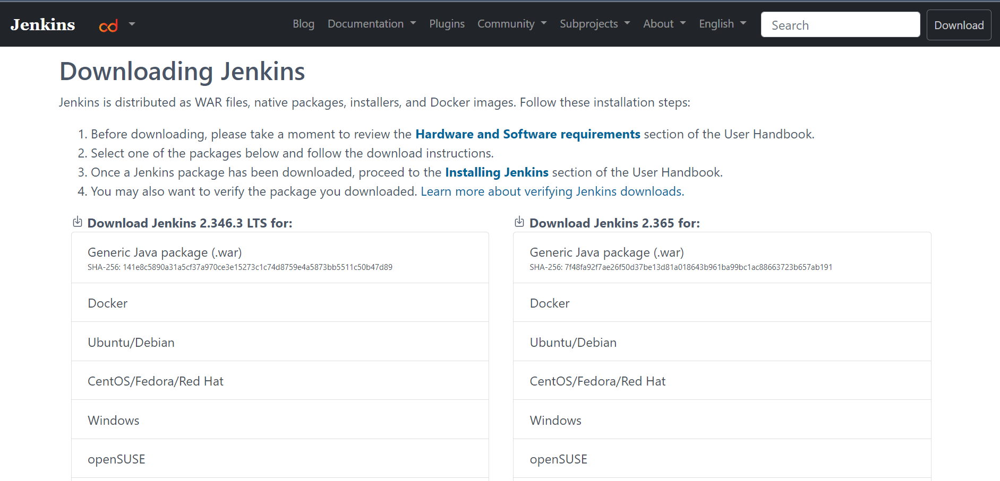 Jenkins
cd
Blog Documentation Plugins Community Subprojects About English Search Download
Downloading Jenkins
Jenkins is distributed as WAR files, native packages, installers, and Docker images. Follow these installation steps:
1. Before downloading, please take a moment to review the Hardware and Software requirements section of the User Handbook.
2. Select one of the packages below and follow the download instructions.
3. Once a Jenkins package has been downloaded, proceed to the Installing Jenkins section of the User Handbook.
4. You may also want to verify the package you downloaded. Learn more about verifying Jenkins downloads.
Download Jenkins 2.346.3 LTS for:
Generic Java package (.war)
SHA-256: 141e8c5890a31a5cf37a970ce3e15273c1c74d8759e4a5873bb5511c50b47d89
Docker
Ubuntu/Debian
CentOS/Fedora/Red Hat
Windows
openSUSE
Download Jenkins 2.365 for:
Generic Java package (.war)
SHA-256: 7f48fa92f7ae26f50d37be13d81a018643b961ba99bc1ac88663723b657ab191
Docker
Ubuntu/Debian
CentOS/Fedora/Red Hat
Windows
openSUSE